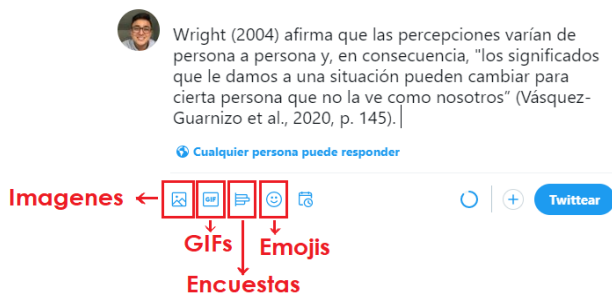 Wright (2004) afirma que las percepciones varían de
persona a persona y, en consecuencia, "los significados
que le damos a una situación pueden cambiar para
cierta persona que no la ve como nosotros” (Vásquez-
Guarnizo et al., 2020, p. 145).
Cualquier persona puede responder
Imagenes
GIF
Twittear
GIFs
Emojis
Encuestas